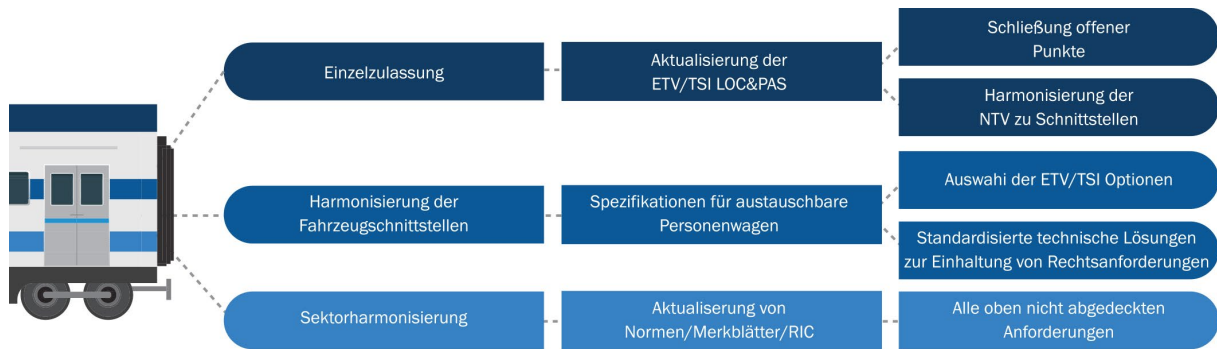 Einzelzulassung
Aktualisierung der
ETV/TSI LOC&PAS
Schließung offener
Punkte
Harmonisierung der
NTV zu Schnittstellen
Harmonisierung der
Fahrzeugschnittstellen
Spezifikationen für austauschbare
Personenwagen
Auswahi der ETV/TSI Optionen
Standardisierte technische Lösungen
zur Einhaltung von Rechtsanforderungen
Sektorharmonisierung
Aktualiserung von
Normen/Merkblätter/RIC
Alle oben nicht abgedeckten
Anforderungen